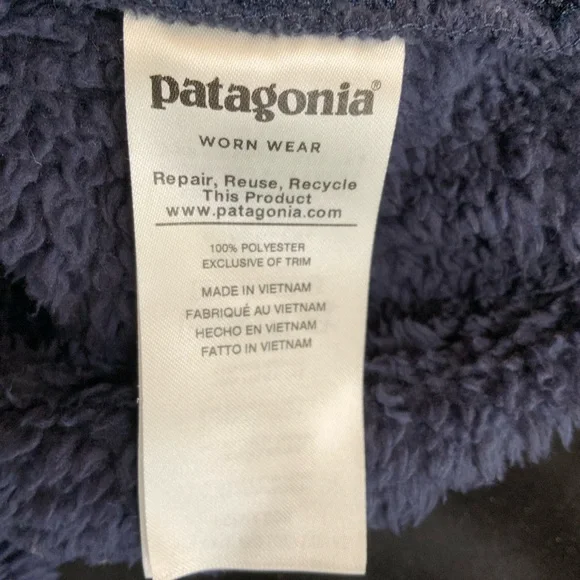 patagonia®
WORN WEAR
Repair, Reuse, Recycle
This Product
www.patagonia.com
100% POLYESTER
EXCLUSIVE OF TRIM
MADE IN VIETNAM
FABRIQUÉ AU VIETNAM
HECHO EN VIETNAM
FATTO IN VIETNAM